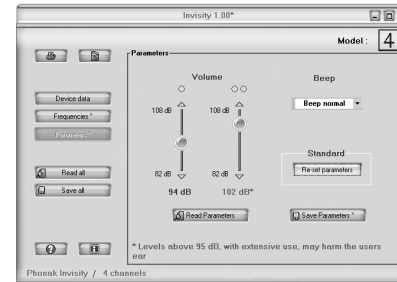 Invisity 1.00*
Model : 4
Parameters
Volume
Beep
108 dB
108 dB
Beep normal
Device data
Frequencies *
Parameters *
Standard
Re-set parameters
Read all
82 dB
82 dB
Save all
94 dB
102 dB*
Read Parameters
Save Parameters *
* Levels above 95 dB, with extensive use, may harm the users
ear
Phonak Invisity / 4 channels